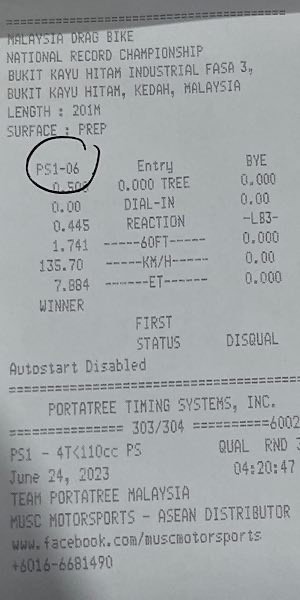 MALAYSIA DRAG BIKE
NATIONAL RECORD CHAMPIONSHIP
BUKIT KAYU HITAM INDUSTRIAL FASA 3,
BUKIT KAYU HITAM, KEDAH, MALAYSIA
LENGTH : 201M
SURFACE : PREP
PS1-06 Entry BYE
0.500 0.000 TREE 0.000
0.00 DIAL-IN 0.00
0.445 REACTION -LB3-
1.741 -----60FT----- 0.000
135.70 -----KM/H----- 0.00
7.884 ------ET------ 0.000
WINNER
FIRST
STATUS DISQUAL
Autostart Disabled
PORTATREE TIMING SYSTEMS, INC.
=============== 303/304 ==========6002
PS1 - 4T<110cc PS QUAL RND 3
June 24, 2023 04:20:47
TEAM PORTATREE MALAYSIA
MUSC MOTORSPORTS - ASEAN DISTRIBUTOR
www.facebook.com/muscmotorsports
+6016-6681490